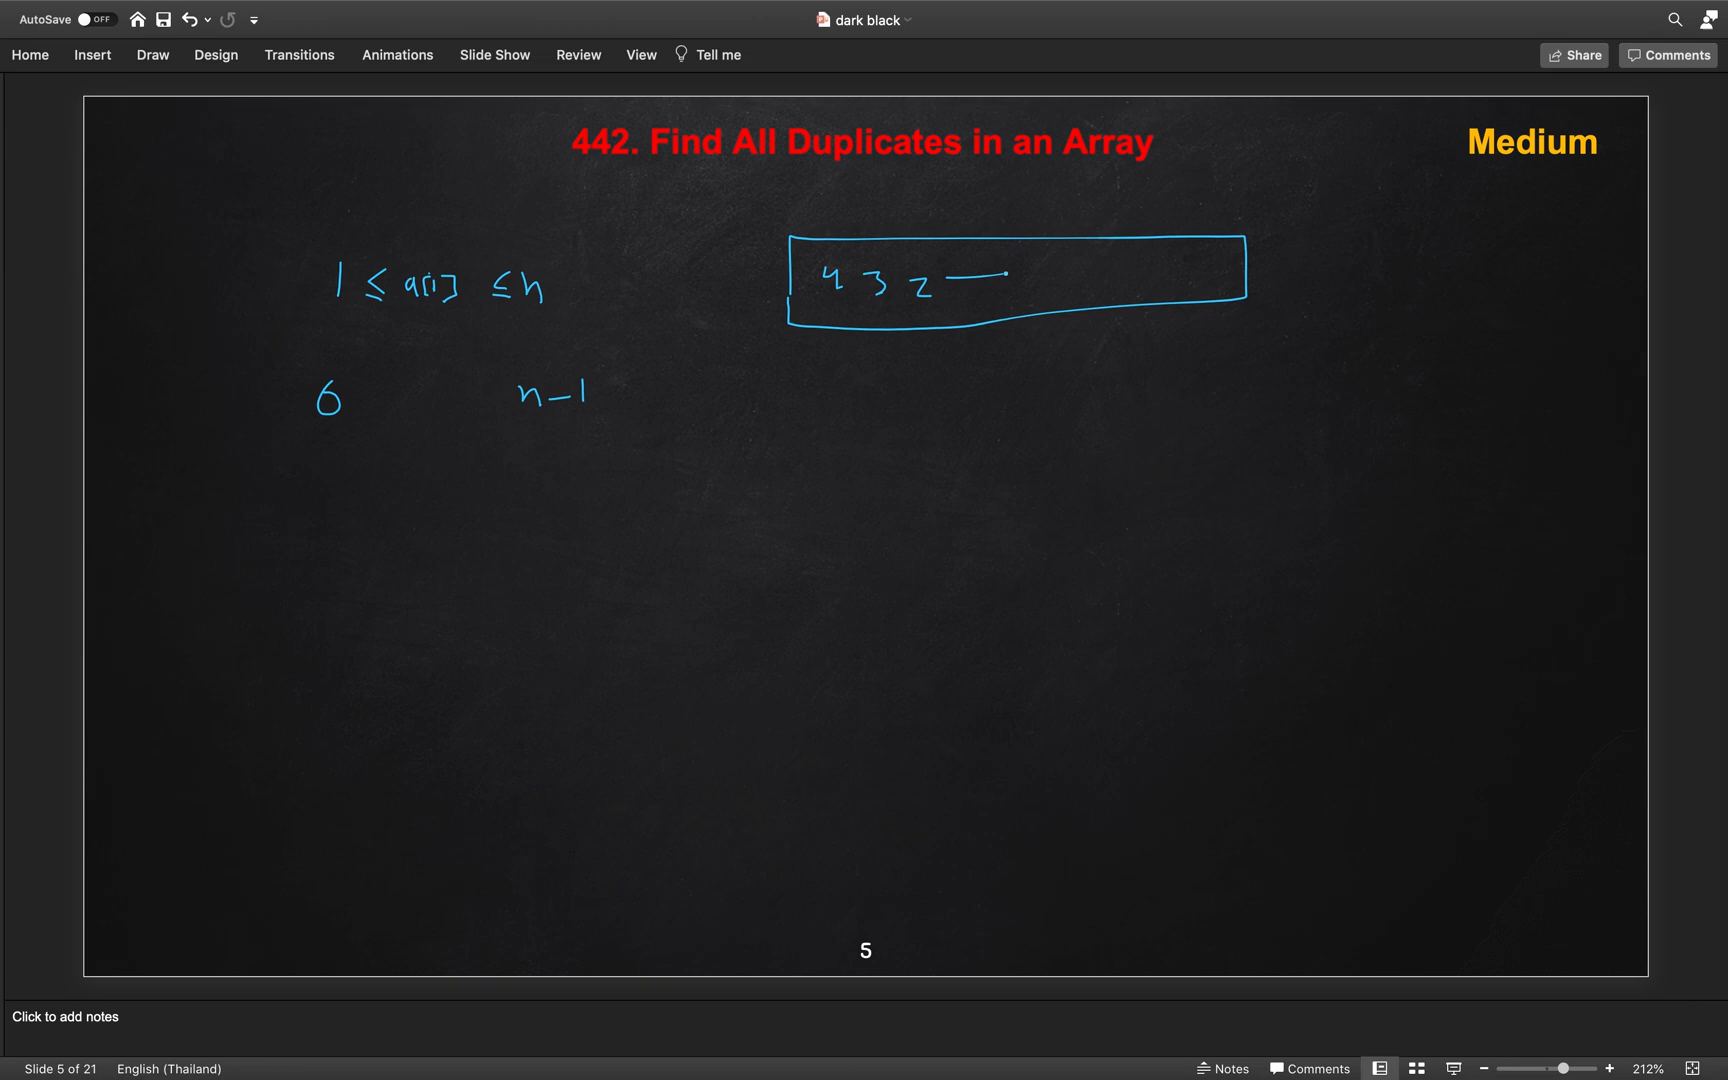 AutoSave OFF
dark black
Home Insert Draw Design Transitions Animations Slide Show Review View Tell me
Share Comments
442. Find All Duplicates in an Array
Medium
1 ≤ a[i] ≤ n
4 3 2
6 n-1
5
Click to add notes
Slide 5 of 21 English (Thailand) Notes Comments 212%